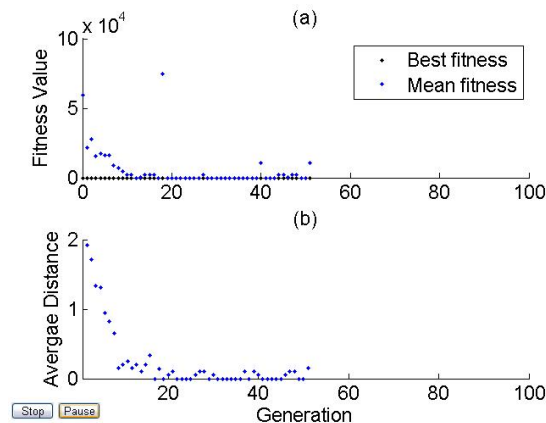 (a)
x 10^4
10
5
0
Fitness Value
Best fitness
Mean fitness
0 20 40 60 80 100
(b)
2
1
0
Avergae Distance
0 20 40 60 80 100
Generation
Stop Pause